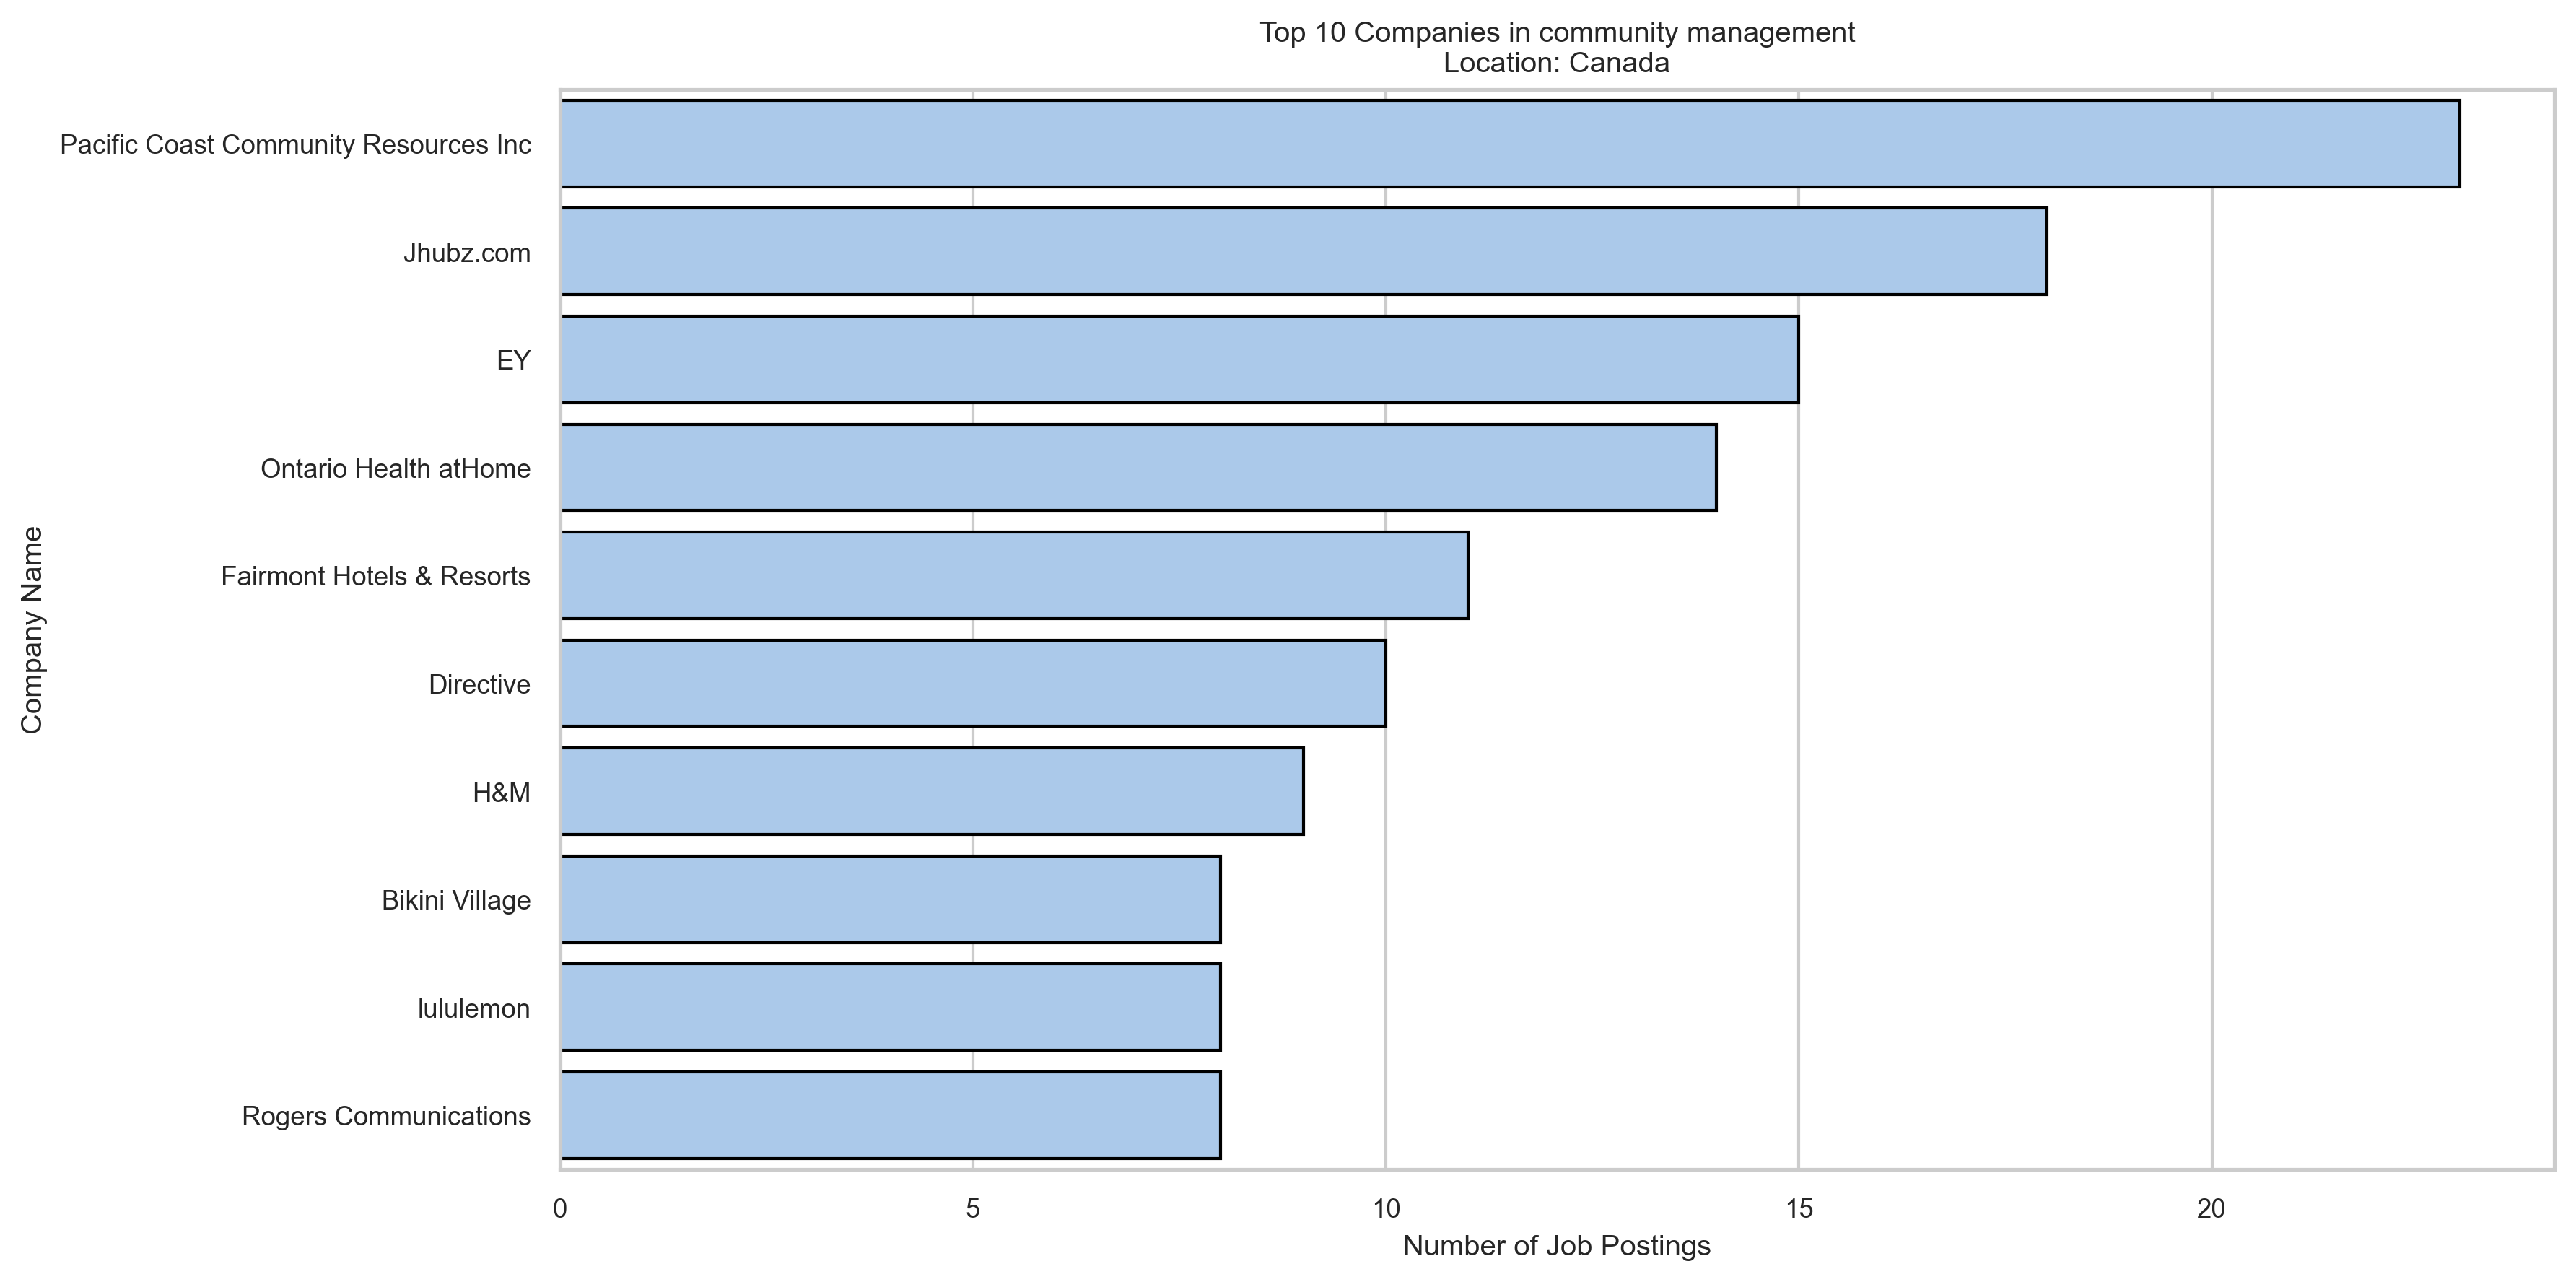 Top 10 Companies in community management
Location: Canada
Company Name
Pacific Coast Community Resources Inc
Jhubz.com
EY
Ontario Health atHome
Fairmont Hotels & Resorts
Directive
H&M
Bikini Village
lululemon
Rogers Communications
0 5 10 15 20
Number of Job Postings